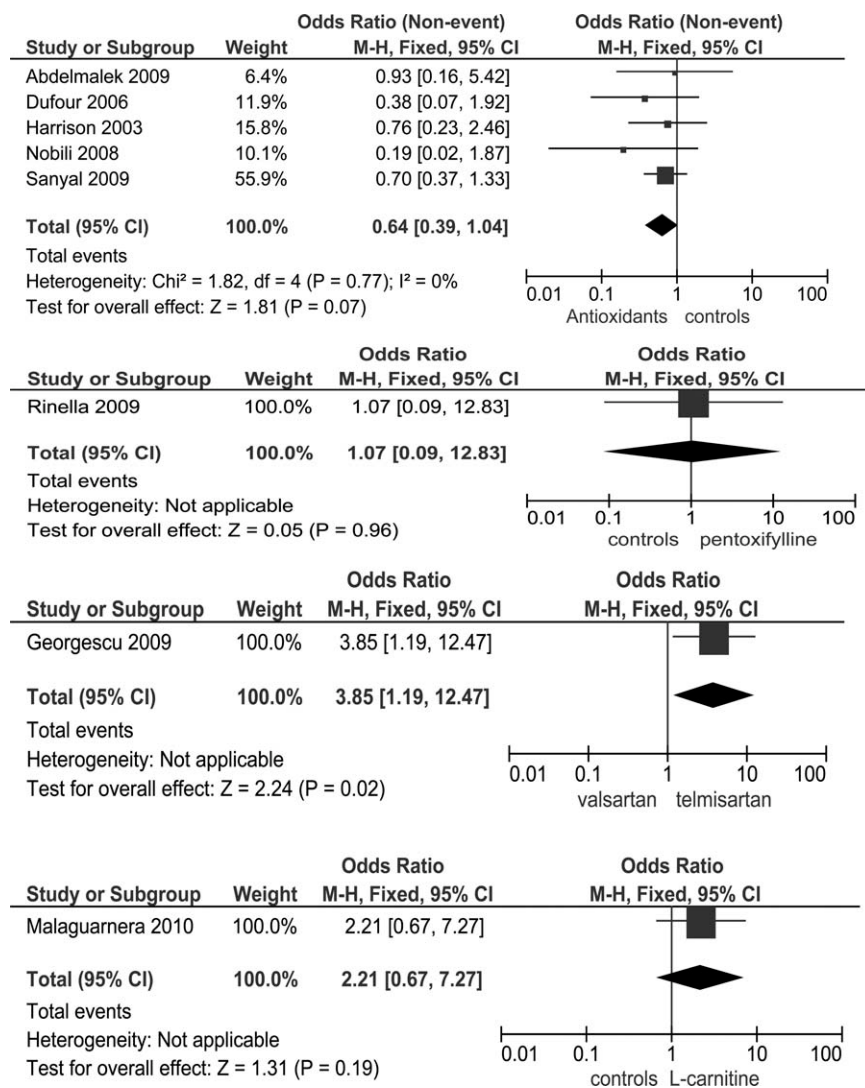 Odds Ratio (Non-event) Odds Ratio (Non-event)
Study or Subgroup Weight M-H, Fixed, 95% CI M-H, Fixed, 95% CI
Abdelmalek 2009 6.4% 0.93 [0.16, 5.42]
Dufour 2006 11.9% 0.38 [0.07, 1.92]
Harrison 2003 15.8% 0.76 [0.23, 2.46]
Nobili 2008 10.1% 0.19 [0.02, 1.87]
Sanyal 2009 55.9% 0.70 [0.37, 1.33]
Total (95% CI) 100.0% 0.64 [0.39, 1.04]
Total events
Heterogeneity: Chi² = 1.82, df = 4 (P = 0.77); I² = 0%
Test for overall effect: Z = 1.81 (P = 0.07)
0.01 0.1 1 10 100
Antioxidants controls
Odds Ratio Odds Ratio
Study or Subgroup Weight M-H, Fixed, 95% CI M-H, Fixed, 95% CI
Rinella 2009 100.0% 1.07 [0.09, 12.83]
Total (95% CI) 100.0% 1.07 [0.09, 12.83]
Total events
Heterogeneity: Not applicable
Test for overall effect: Z = 0.05 (P = 0.96)
0.01 0.1 1 10 100
controls pentoxifylline
Odds Ratio Odds Ratio
Study or Subgroup Weight M-H, Fixed, 95% CI M-H, Fixed, 95% CI
Georgescu 2009 100.0% 3.85 [1.19, 12.47]
Total (95% CI) 100.0% 3.85 [1.19, 12.47]
Total events
Heterogeneity: Not applicable
Test for overall effect: Z = 2.24 (P = 0.02)
0.01 0.1 1 10 100
valsartan telmisartan
Odds Ratio Odds Ratio
Study or Subgroup Weight M-H, Fixed, 95% CI M-H, Fixed, 95% CI
Malaguarnera 2010 100.0% 2.21 [0.67, 7.27]
Total (95% CI) 100.0% 2.21 [0.67, 7.27]
Total events
Heterogeneity: Not applicable
Test for overall effect: Z = 1.31 (P = 0.19)
0.01 0.1 1 10 100
controls L-carnitine